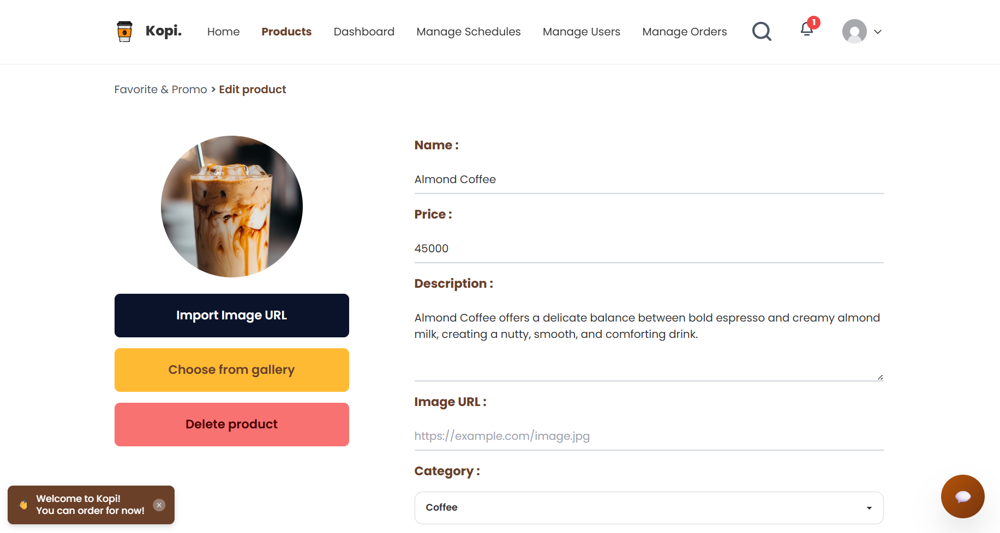 Kopi.
Home
Products
Dashboard
Manage Schedules
Manage Users
Manage Orders
1
Favorite & Promo > Edit product
Import Image URL
Choose from gallery
Delete product
Name :
Almond Coffee
Price :
45000
Description :
Almond Coffee offers a delicate balance between bold espresso and creamy almond
milk, creating a nutty, smooth, and comforting drink.
Image URL :
https://example.com/image.jpg
Category :
Coffee
Welcome to Kopi!
You can order for now!